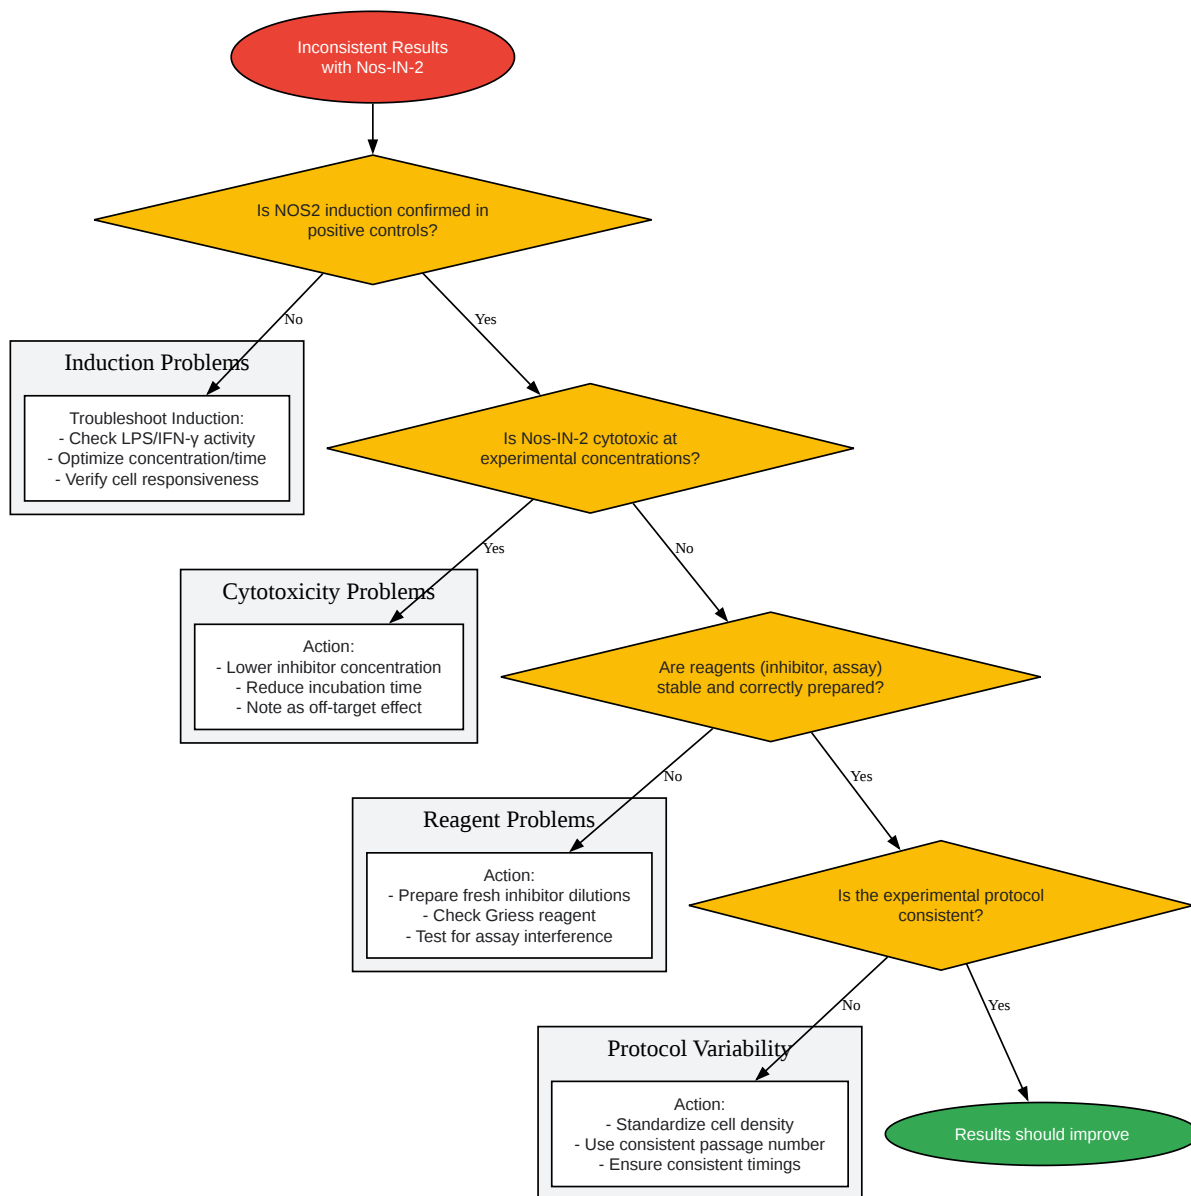 Inconsistent Results
with Nos-IN-2
Is NOS2 induction confirmed in
positive controls?
No
Yes
Induction Problems
Troubleshoot Induction:
- Check LPS/IFN-γ activity
- Optimize concentration/time
- Verify cell responsiveness
Is Nos-IN-2 cytotoxic at
experimental concentrations?
Yes
No
Cytotoxicity Problems
Action:
- Lower inhibitor concentration
- Reduce incubation time
- Note as off-target effect
Are reagents (inhibitor, assay)
stable and correctly prepared?
No
Yes
Reagent Problems
Action:
- Prepare fresh inhibitor dilutions
- Check Griess reagent
- Test for assay interference
Is the experimental protocol
consistent?
No
Yes
Protocol Variability
Action:
- Standardize cell density
- Use consistent passage number
- Ensure consistent timings
Results should improve